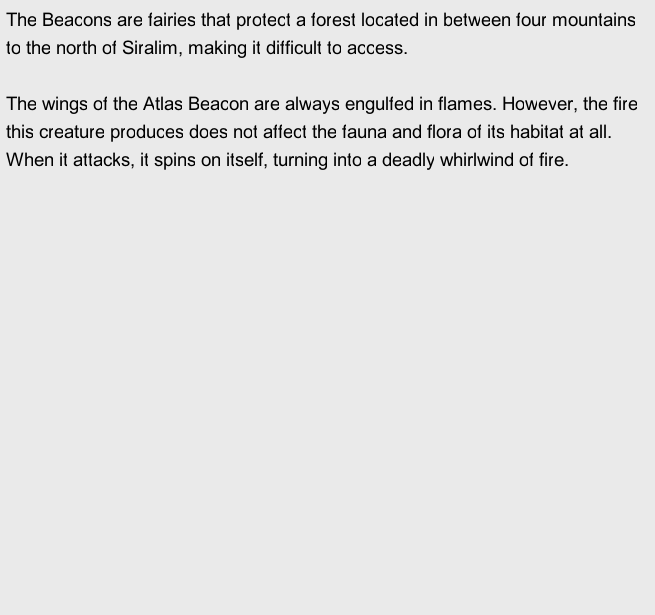 The Beacons are fairies that protect a forest located in between four mountains
to the north of Siralim, making it difficult to access.
The wings of the Atlas Beacon are always engulfed in flames. However, the fire
this creature produces does not affect the fauna and flora of its habitat at all.
When it attacks, it spins on itself, turning into a deadly whirlwind of fire.